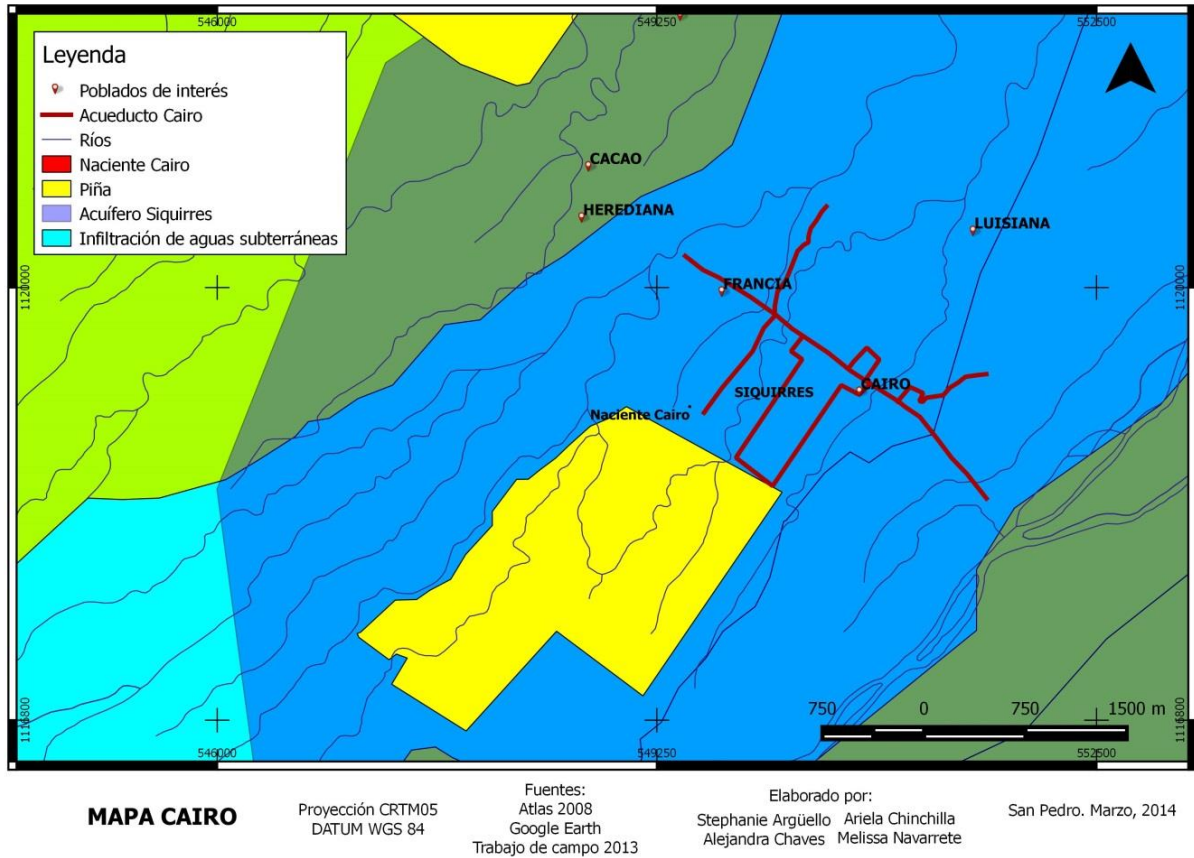 546000
549250
552500
Leyenda
Poblados de interés
Acueducto Cairo
Ríos
Naciente Cairo
Piña
Acuífero Siquirres
Infiltración de aguas subterráneas
CACAO
HEREDIANA
LUISIANA
1120000
FRANCIA
1120000
CAIRO
SIQUIRRES
Naciente Cairo
750 0 750 1500 m
1116800
1116800
546000
549250
552500
MAPA CAIRO
Proyección CRTM05
DATUM WGS 84
Fuentes:
Atlas 2008
Google Earth
Trabajo de campo 2013
Elaborado por:
Stephanie Argüello Ariela Chinchilla
Alejandra Chaves Melissa Navarrete
San Pedro. Marzo, 2014